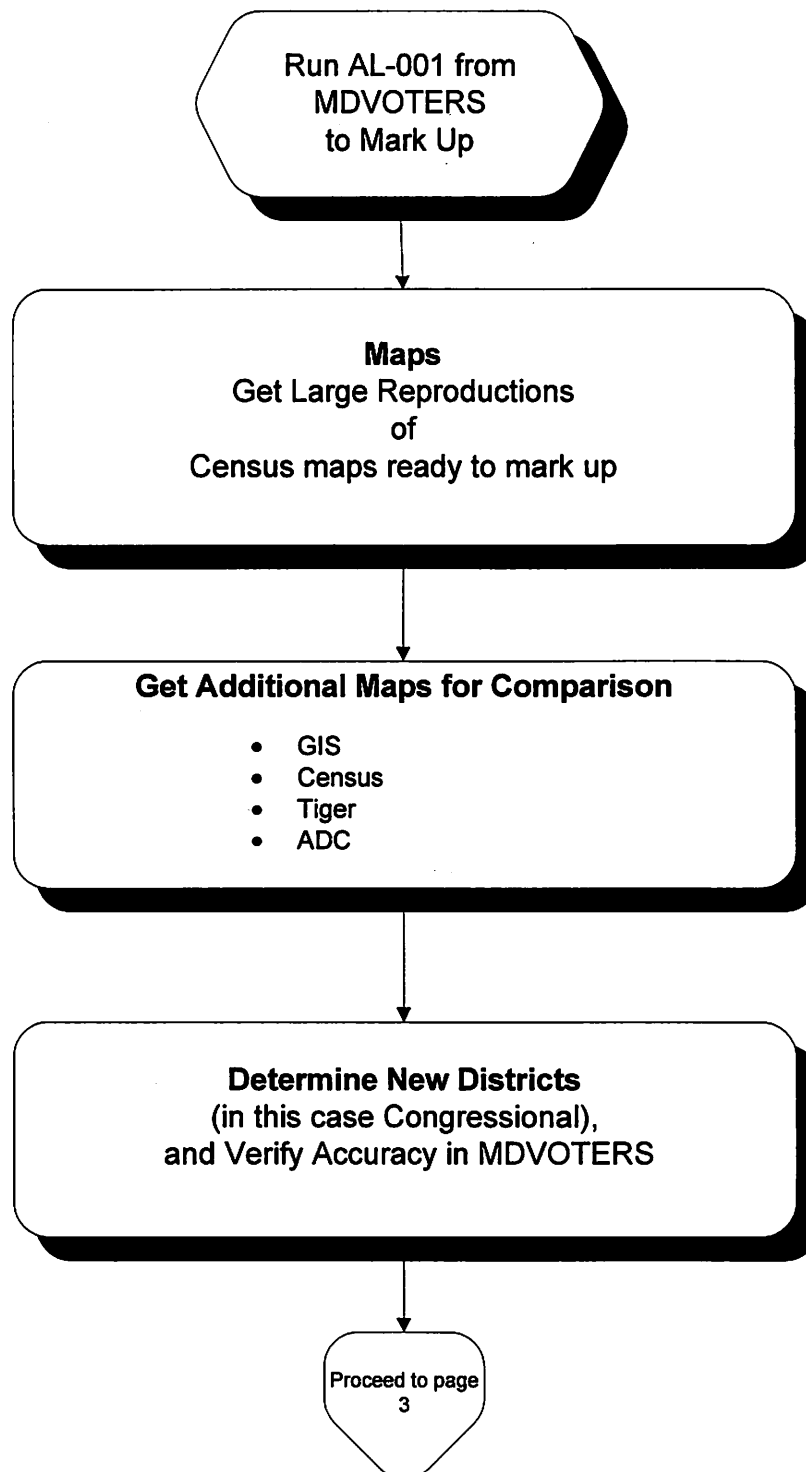 Run AL-001 from
MDVOTERS
to Mark Up
Maps
Get Large Reproductions
of
Census maps ready to mark up
Get Additional Maps for Comparison
• GIS
• Census
• Tiger
• ADC
Determine New Districts
(in this case Congressional),
and Verify Accuracy in MDVOTERS
Proceed to page
3